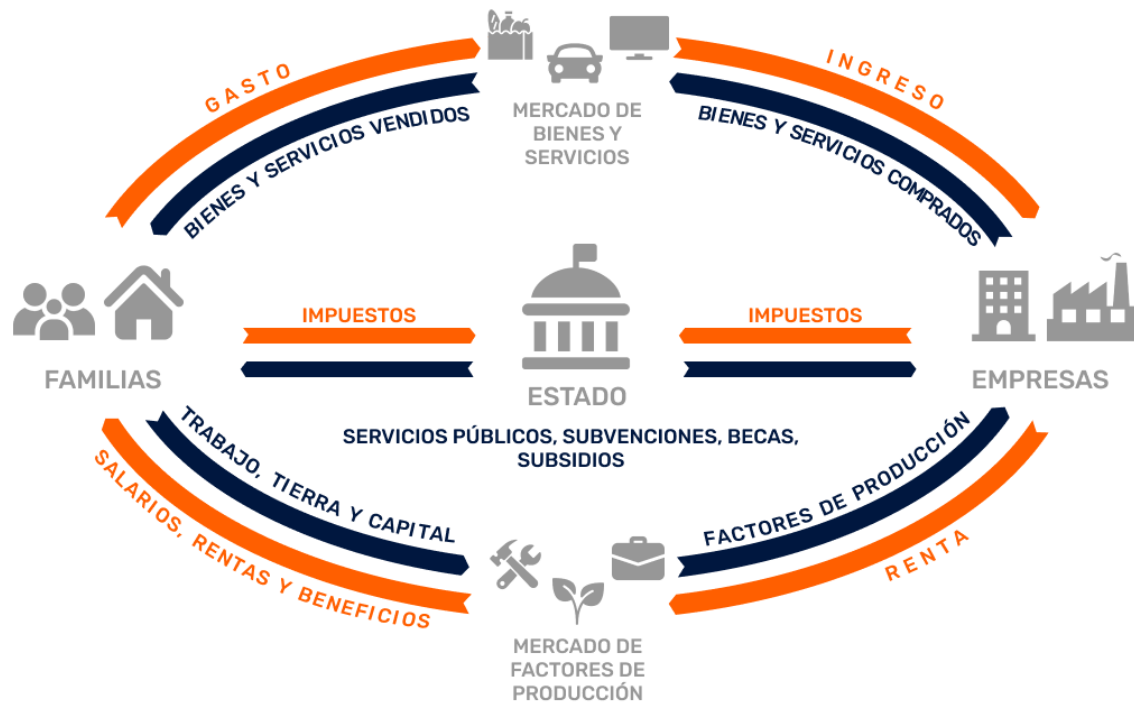 GASTO
INGRESO
BIENES Y SERVICIOS VENDIDOS
MERCADO DE
BIENES Y
SERVICIOS
BIENES Y SERVICIOS COMPRADOS
IMPUESTOS
IMPUESTOS
FAMILIAS
ESTADO
EMPRESAS
SERVICIOS PÚBLICOS, SUBVENCIONES, BECAS,
SUBSIDIOS
TRABAJO, TIERRA Y CAPITAL
SALARIOS, RENTAS Y BENEFICIOS
FACTORES DE PRODUCCIÓN
RENTA
MERCADO DE
FACTORES DE
PRODUCCIÓN